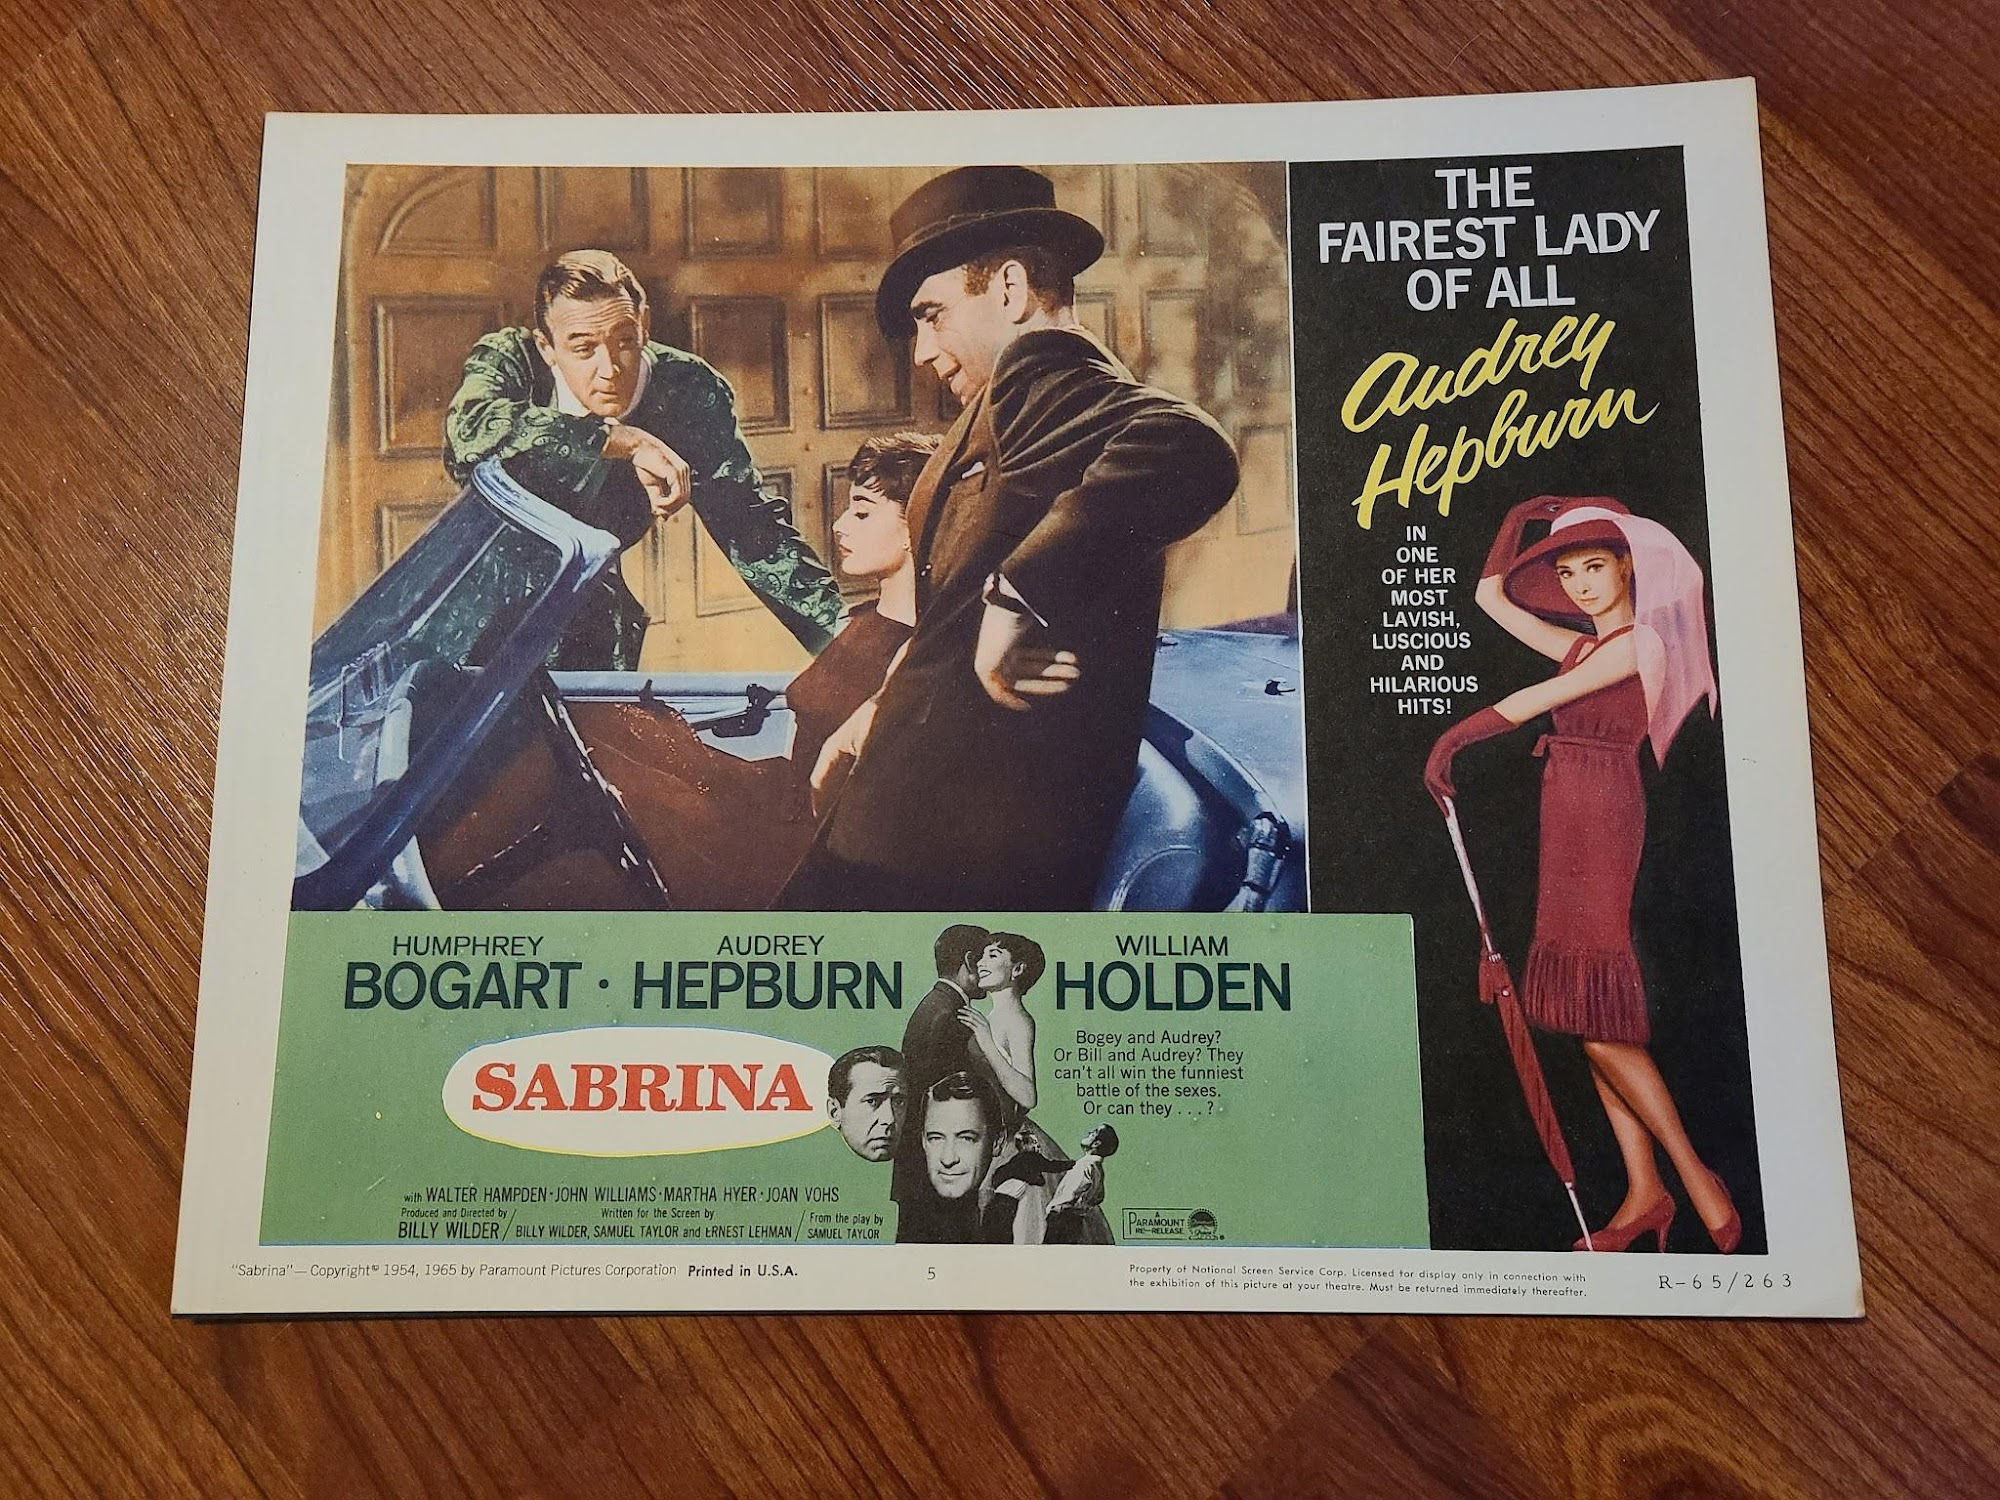 THE
FAIREST LADY
OF ALL
Audrey
Hepburn
IN
ONE
OF HER
MOST
LAVISH,
LUSCIOUS
AND
HILARIOUS
HITS!
HUMPHREY
BOGART •
AUDREY
HEPBURN
WILLIAM
HOLDEN
SABRINA
Bogey and Audrey?
Or Bill and Audrey? They
can't all win the funniest
battle of the sexes.
Or can they . . . ?
with WALTER HAMPDEN • JOHN WILLIAMS • MARTHA HYER • JOAN VOHS
Produced and Directed by
BILLY WILDER /
Written for the Screen by
BILLY WILDER, SAMUEL TAYLOR and ERNEST LEHMAN /
From the play by
SAMUEL TAYLOR
A
PARAMOUNT
RE-RELEASE
"Sabrina"— Copyright © 1954, 1965 by Paramount Pictures Corporation Printed in U.S.A.
5
Property of National Screen Service Corp. Licensed for display only in connection with
the exhibition of this picture at your theatre. Must be returned immediately thereafter.
R-65/263